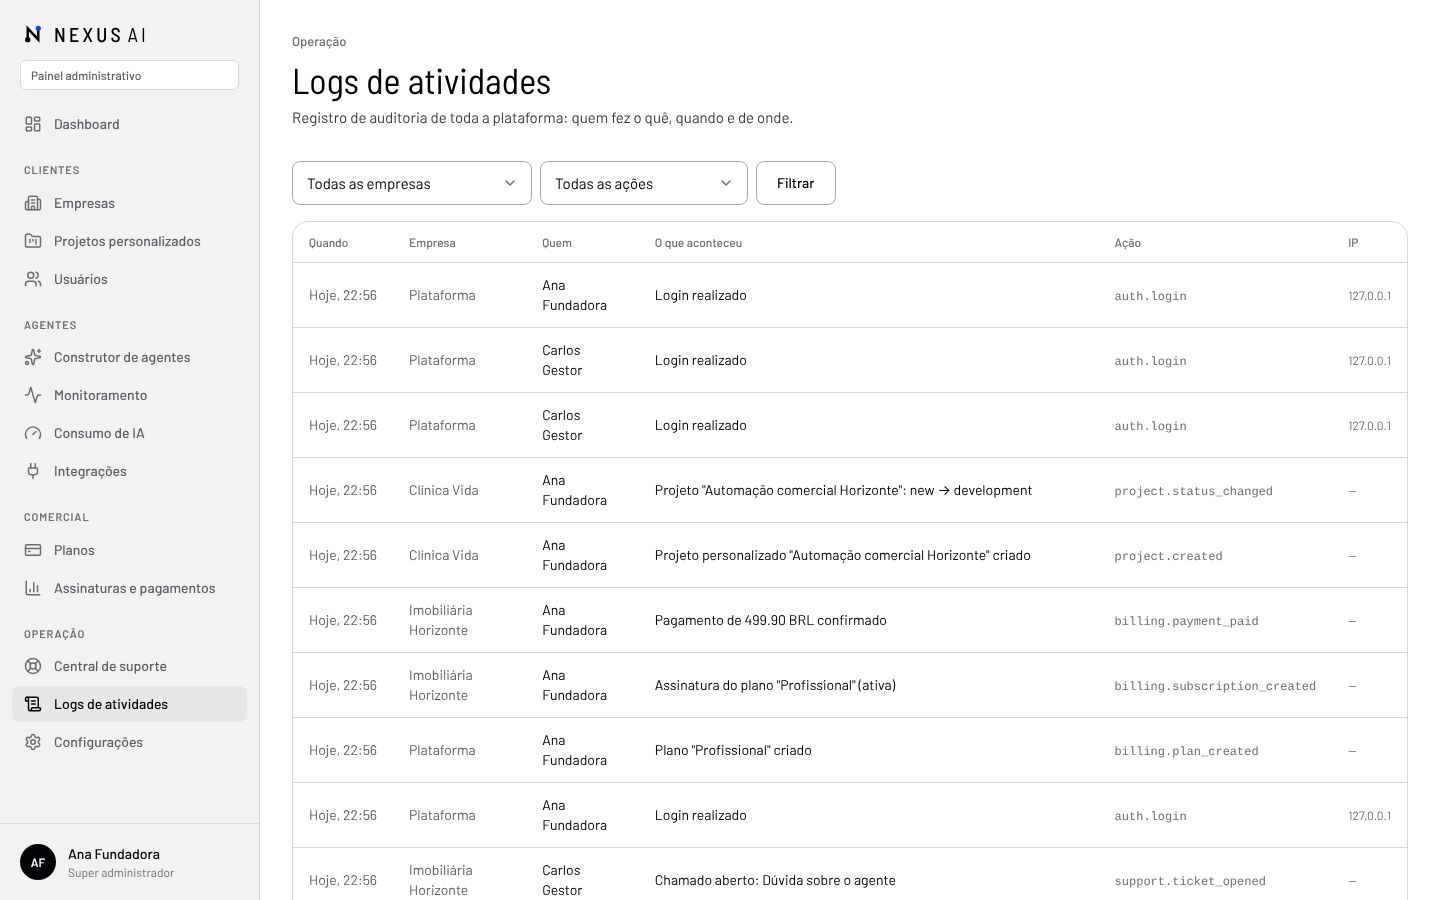 NEXUS AI
Painel administrativo
Dashboard
CLIENTES
Empresas
Projetos personalizados
Usuários
AGENTES
Construtor de agentes
Monitoramento
Consumo de IA
Integrações
COMERCIAL
Planos
Assinaturas e pagamentos
OPERAÇÃO
Central de suporte
Logs de atividades
Configurações
AF
Ana Fundadora
Super administrador
Operação
Logs de atividades
Registro de auditoria de toda a plataforma: quem fez o quê, quando e de onde.
Todas as empresas
Todas as ações
Filtrar
Quando Empresa Quem O que aconteceu Ação IP
Hoje, 22:56 Plataforma Ana Fundadora Login realizado auth.login 127.0.0.1
Hoje, 22:56 Plataforma Carlos Gestor Login realizado auth.login 127.0.0.1
Hoje, 22:56 Plataforma Carlos Gestor Login realizado auth.login 127.0.0.1
Hoje, 22:56 Clínica Vida Ana Fundadora Projeto "Automação comercial Horizonte": new → development project.status_changed —
Hoje, 22:56 Clínica Vida Ana Fundadora Projeto personalizado "Automação comercial Horizonte" criado project.created —
Hoje, 22:56 Imobiliária Horizonte Ana Fundadora Pagamento de 499.90 BRL confirmado billing.payment_paid —
Hoje, 22:56 Imobiliária Horizonte Ana Fundadora Assinatura do plano "Profissional" (ativa) billing.subscription_created —
Hoje, 22:56 Plataforma Ana Fundadora Plano "Profissional" criado billing.plan_created —
Hoje, 22:56 Plataforma Ana Fundadora Login realizado auth.login 127.0.0.1
Hoje, 22:56 Imobiliária Horizonte Carlos Gestor Chamado aberto: Dúvida sobre o agente support.ticket_opened —